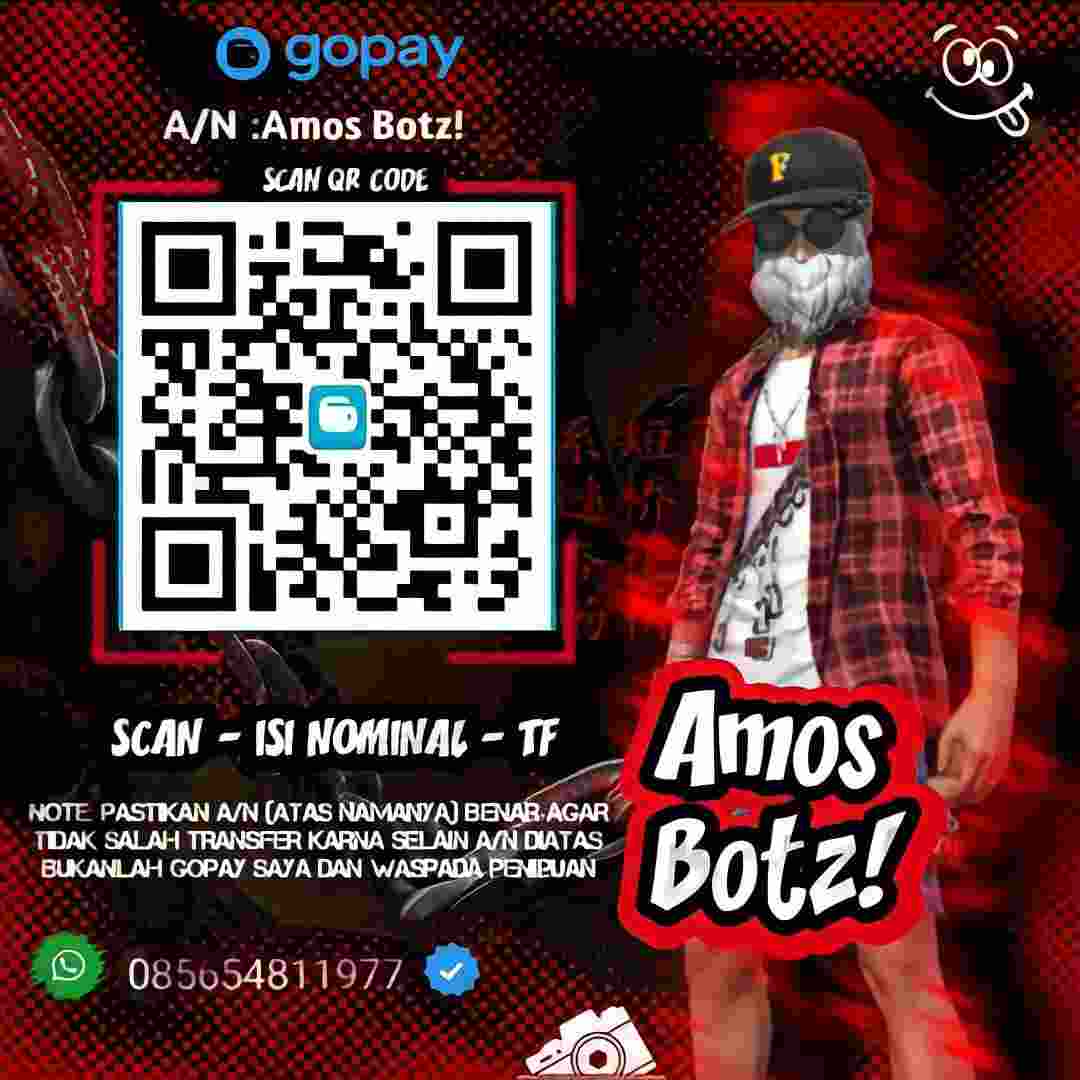 gopay
A/N :Amos Botz!
SCAN QR CODE
F
SCAN - ISI NOMINAL - TF
NOTE. PASTIKAN A/N (ATAS NAMANYA) BENAR AGAR
TIDAK SALAH TRANSFER KARNA SELAIN A/N DIATAS
BUKANLAH GOPAY SAYA DAN WASPADA PENIPUAN
Amos
Botz!
085654811977